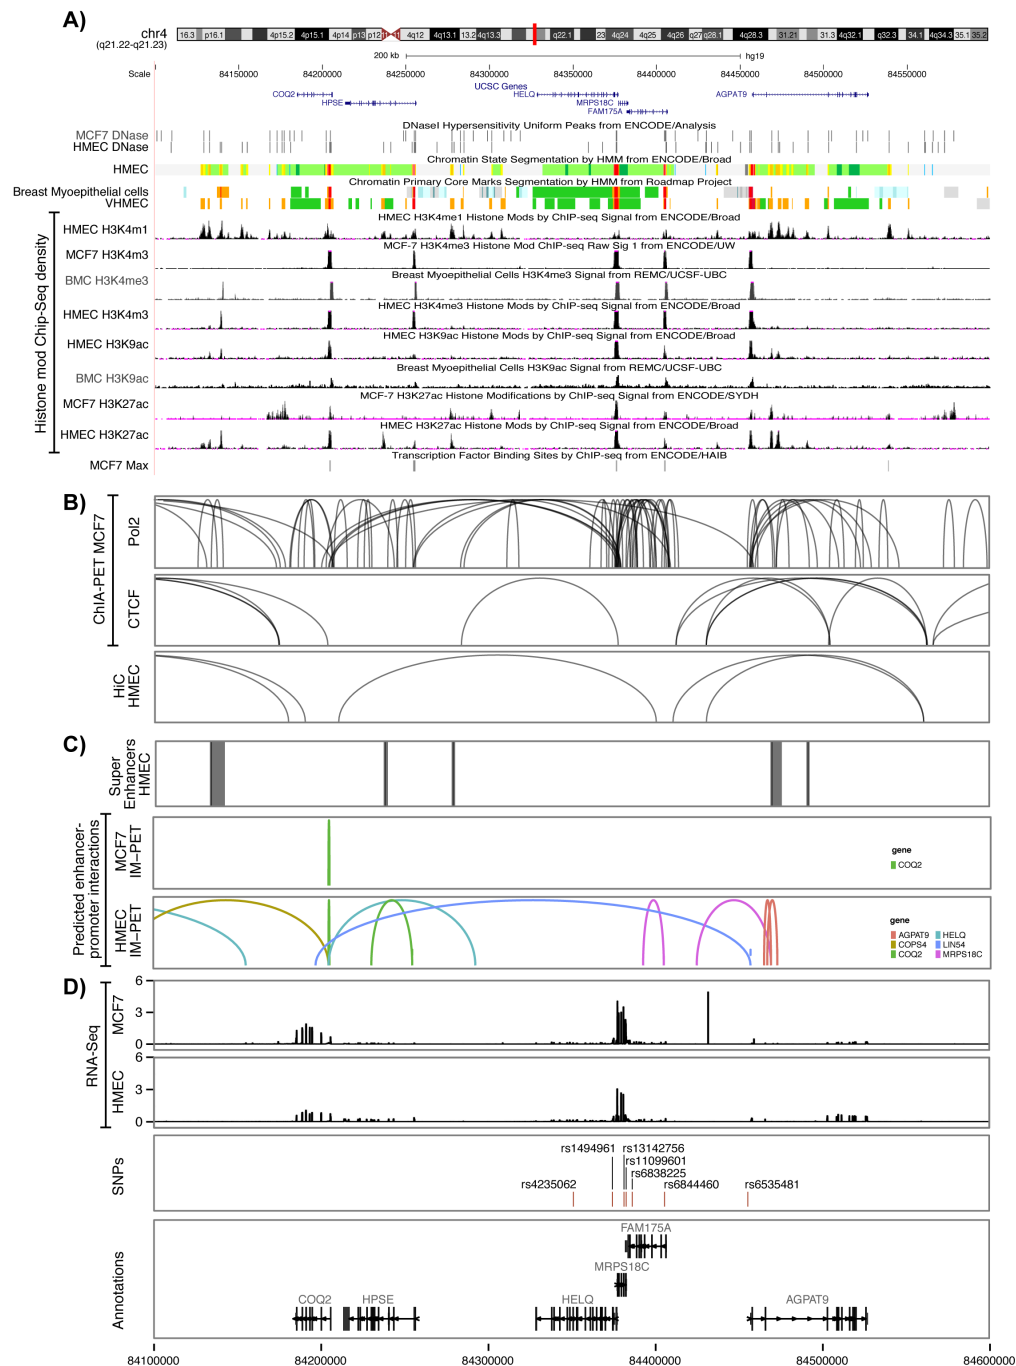 A)
chr4
(q21.22-q21.23)
16.3 p16.1 4p15.2 4p15.1 4p14 p13 p12 4q12 4q13.1 13.2 4q13.3 q22.1 23 4q24 4q25 4q26 q27 q28.1 4q28.3 31.21 31.3 4q32.1 q32.3 34.1 4q34.3 35.1 35.2
200 kb hg19
Scale 84150000 84200000 84250000 84300000 84350000 84400000 84450000 84500000 84550000
UCSC Genes
COQ2 HELQ AGPAT9
HPSE MRPS18C
FAM175A
DNaseI Hypersensitivity Uniform Peaks from ENCODE/Analysis
MCF7 DNase
HMEC DNase
Chromatin State Segmentation by HMM from ENCODE/Broad
HMEC
Chromatin Primary Core Marks Segmentation by HMM from Roadmap Project
Breast Myoepithelial cells
VHMEC
Histone mod Chip-Seq density
HMEC H3K4me1 Histone Mods by ChIP-seq Signal from ENCODE/Broad
HMEC H3K4m1
MCF-7 H3K4me3 Histone Mod ChIP-seq Raw Sig 1 from ENCODE/UW
MCF7 H3K4m3
Breast Myoepithelial Cells H3K4me3 Signal from REMC/UCSF-UBC
BMC H3K4me3
HMEC H3K4me3 Histone Mods by ChIP-seq Signal from ENCODE/Broad
HMEC H3K4m3
HMEC H3K9ac Histone Mods by ChIP-seq Signal from ENCODE/Broad
HMEC H3K9ac
Breast Myoepithelial Cells H3K9ac Signal from REMC/UCSF-UBC
BMC H3K9ac
MCF-7 H3K27ac Histone Modifications by ChIP-seq Signal from ENCODE/SYDH
MCF7 H3K27ac
HMEC H3K27ac Histone Mods by ChIP-seq Signal from ENCODE/Broad
HMEC H3K27ac
Transcription Factor Binding Sites by ChIP-seq from ENCODE/HAIB
MCF7 Max
B)
ChIA-PET MCF7
Pol2
CTCF
HiC
HMEC
C)
Super
Enhancers
HMEC
Predicted enhancer-
promoter interactions
MCF7
IM-PET
gene
COQ2
HMEC
IM-PET
gene
AGPAT9 HELQ
COPS4 LIN54
COQ2 MRPS18C
D)
RNA-Seq
MCF7
6
3
0
HMEC
6
3
0
SNPs
rs1494961 rs13142756
rs11099601
rs6838225
rs4235062 rs6844460 rs6535481
Annotations
FAM175A
MRPS18C
COQ2 HPSE HELQ AGPAT9
84100000 84200000 84300000 84400000 84500000 84600000